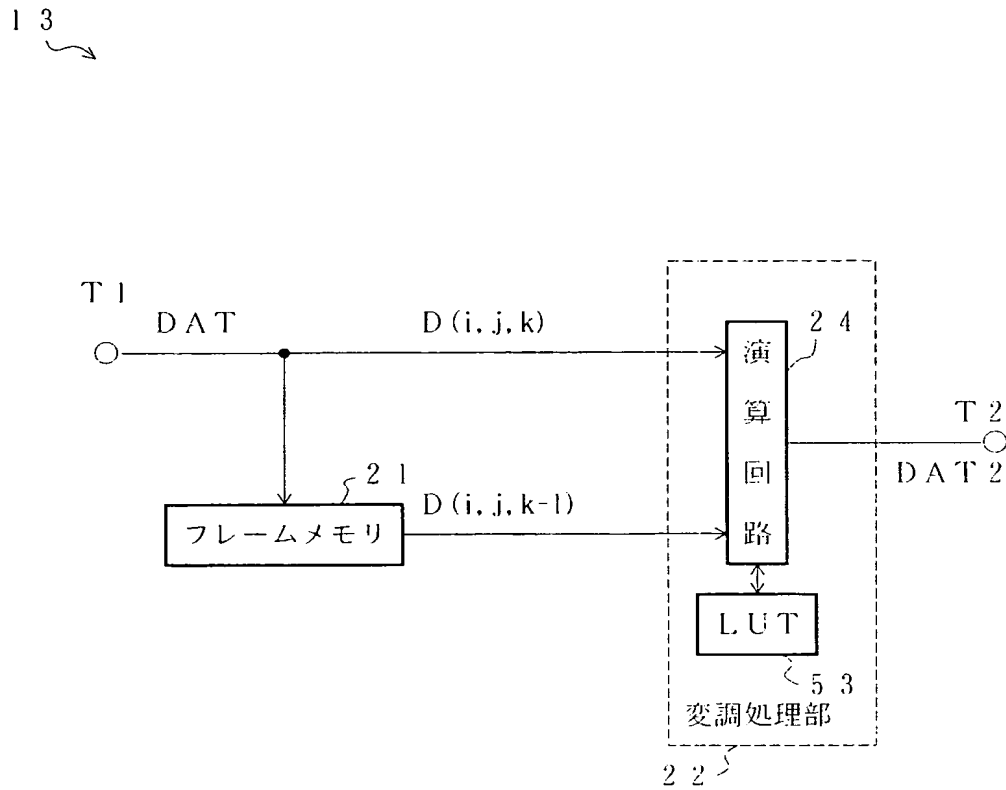 13
T1
DAT
D(i,j,k)
演算回路
24
T2
DAT2
21
フレームメモリ
D(i,j,k-1)
LUT
53
変調処理部
22